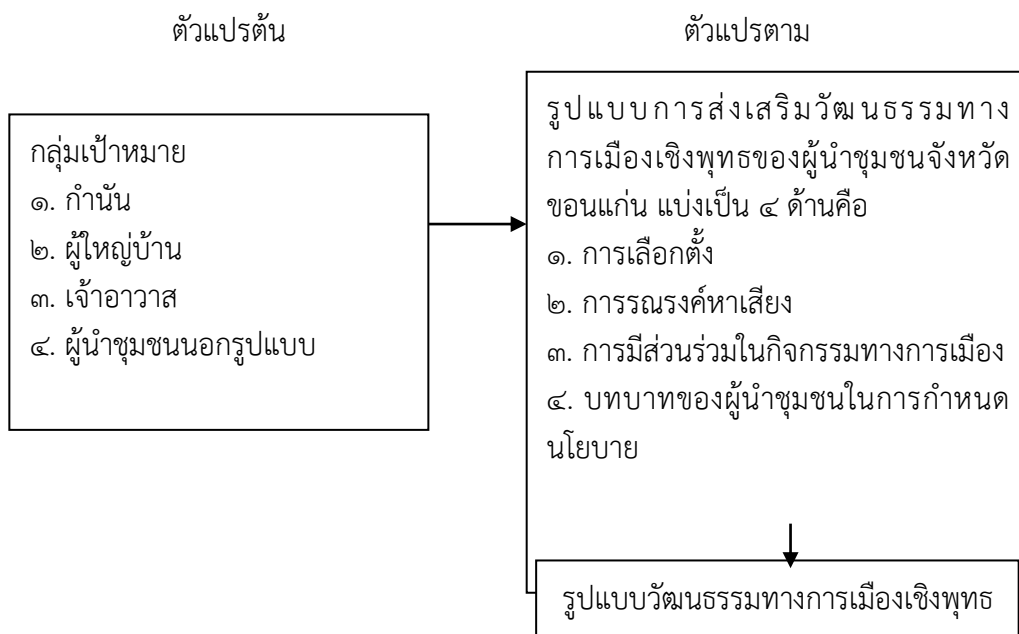 ตัวแปรต้น
ตัวแปรตาม
กลุ่มเป้าหมาย
๑. กำนัน
๒. ผู้ใหญ่บ้าน
๓. เจ้าอาวาส
๔. ผู้นำชุมชนนอกรูปแบบ
รูปแบบการส่งเสริมวัฒนธรรมทาง
การเมืองเชิงพุทธของผู้นำชุมชนจังหวัด
ขอนแก่น แบ่งเป็น ๔ ด้านคือ
๑. การเลือกตั้ง
๒. การรณรงค์หาเสียง
๓. การมีส่วนร่วมในกิจกรรมทางการเมือง
๔. บทบาทของผู้นำชุมชนในการกำหนด
นโยบาย
รูปแบบวัฒนธรรมทางการเมืองเชิงพุทธ